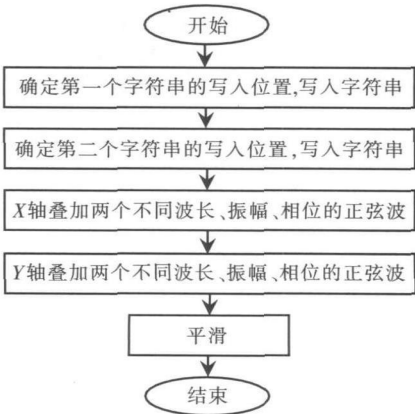 开始
确定第一个字符串的写入位置,写入字符串
确定第二个字符串的写入位置,写入字符串
X轴叠加两个不同波长、振幅、相位的正弦波
Y轴叠加两个不同波长、振幅、相位的正弦波
平滑
结束